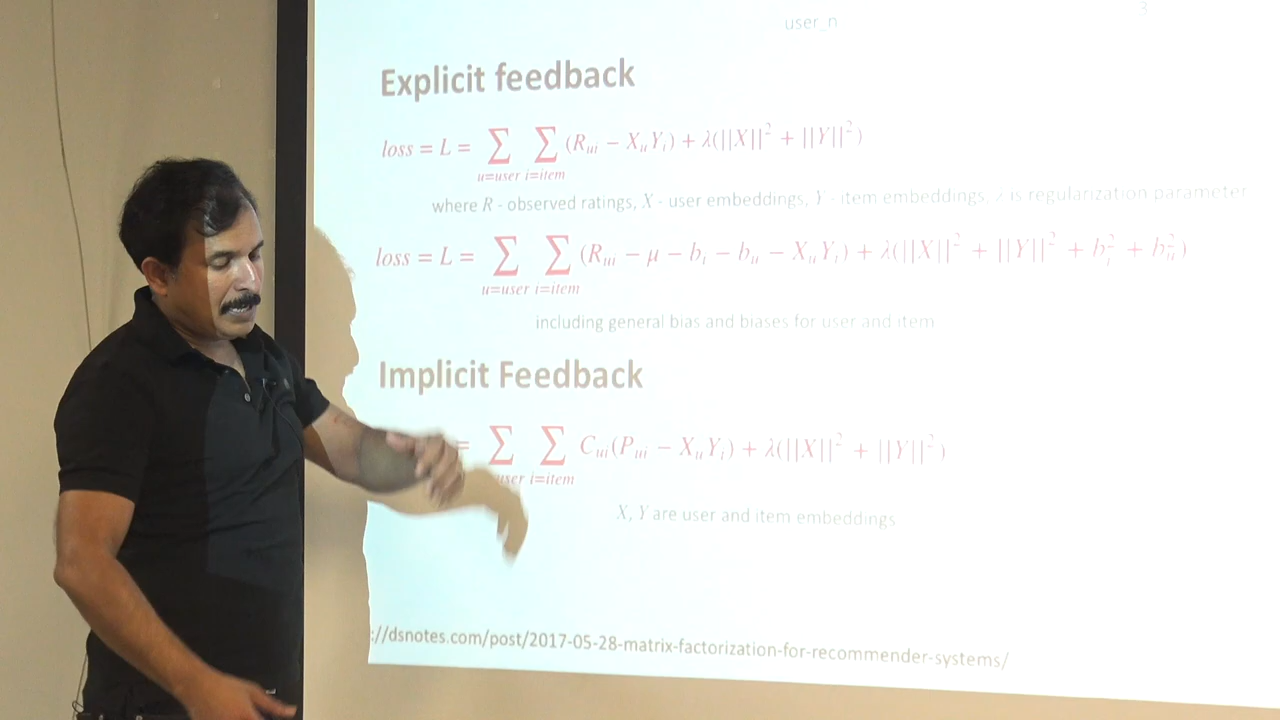 user_n 3
Explicit feedback
loss = L = ∑ ∑ (R_ui − X_u Y_i) + λ(||X||² + ||Y||²)
u=user i=item
where R - observed ratings, X - user embeddings, Y - item embeddings, λ is regularization parameter
loss = L = ∑ ∑ (R_ui − μ − b_i − b_u − X_u Y_i) + λ(||X||² + ||Y||² + b_i² + b_u²)
u=user i=item
including general bias and biases for user and item
Implicit Feedback
= ∑ ∑ C_ui(P_ui − X_u Y_i) + λ(||X||² + ||Y||²)
user i=item
X, Y are user and item embeddings
://dsnotes.com/post/2017-05-28-matrix-factorization-for-recommender-systems/